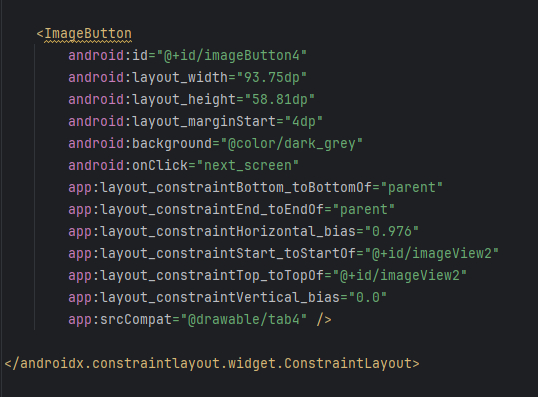 <ImageButton
android:id="@+id/imageButton4"
android:layout_width="93.75dp"
android:layout_height="58.81dp"
android:layout_marginStart="4dp"
android:background="@color/dark_grey"
android:onClick="next_screen"
app:layout_constraintBottom_toBottomOf="parent"
app:layout_constraintEnd_toEndOf="parent"
app:layout_constraintHorizontal_bias="0.976"
app:layout_constraintStart_toStartOf="@+id/imageView2"
app:layout_constraintTop_toTopOf="@+id/imageView2"
app:layout_constraintVertical_bias="0.0"
app:srcCompat="@drawable/tab4" />
</androidx.constraintlayout.widget.ConstraintLayout>